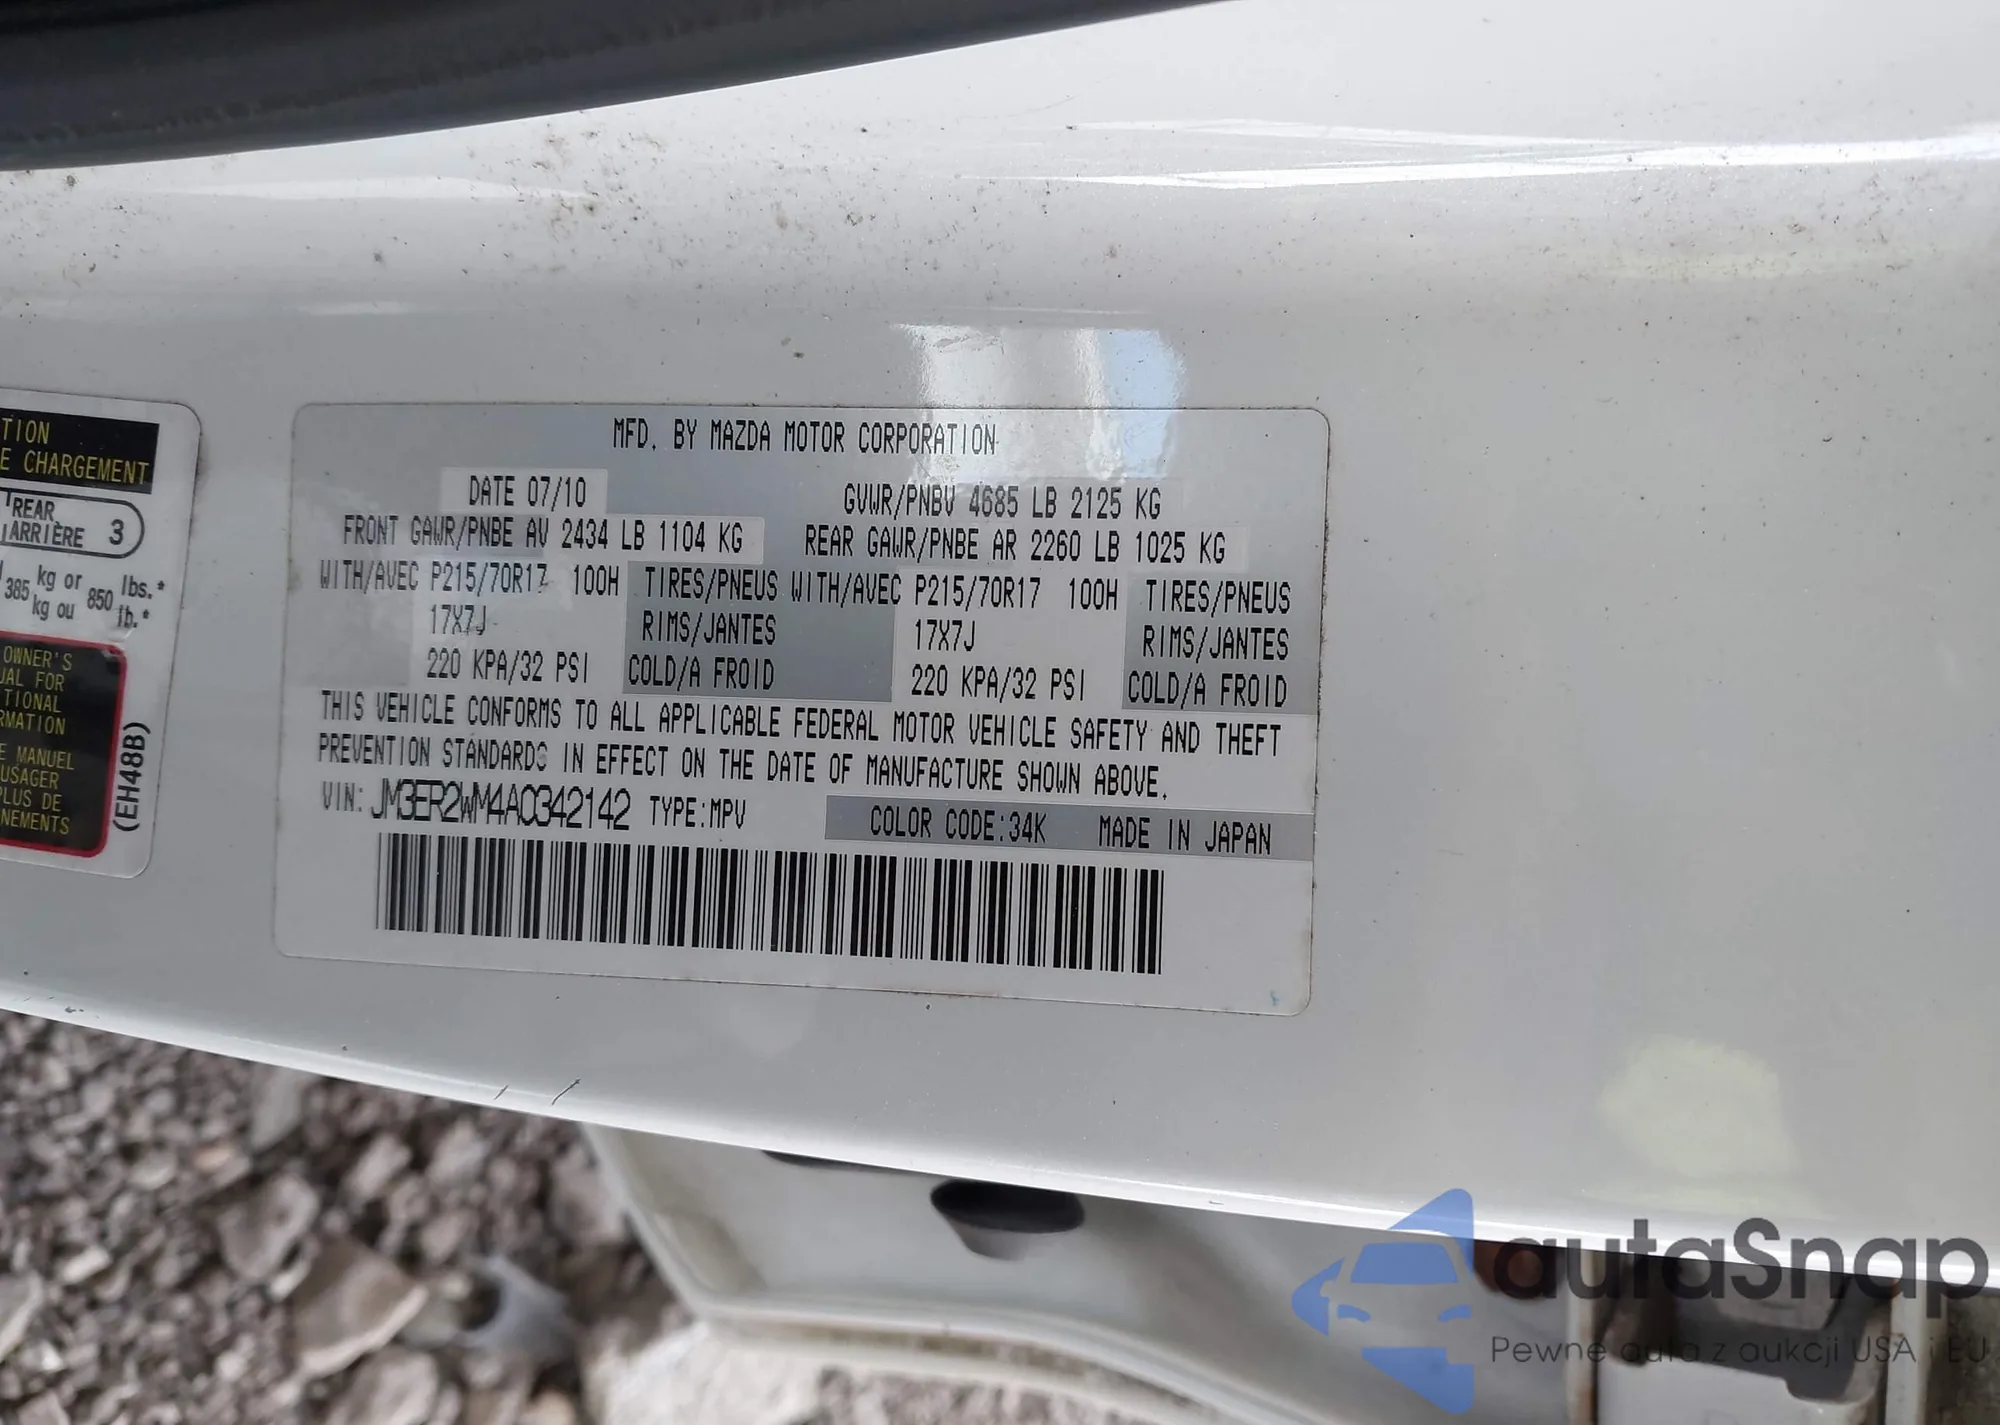 MFD. BY MAZDA MOTOR CORPORATION
DATE 07/10 GVWR/PNBV 4685 LB 2125 KG
FRONT GAWR/PNBE AV 2434 LB 1104 KG REAR GAWR/PNBE AR 2260 LB 1025 KG
WITH/AVEC P215/70R17 100H TIRES/PNEUS WITH/AVEC P215/70R17 100H TIRES/PNEUS
17X7J RIMS/JANTES 17X7J RIMS/JANTES
220 KPA/32 PSI COLD/A FROID 220 KPA/32 PSI COLD/A FROID
THIS VEHICLE CONFORMS TO ALL APPLICABLE FEDERAL MOTOR VEHICLE SAFETY AND THEFT
PREVENTION STANDARDS IN EFFECT ON THE DATE OF MANUFACTURE SHOWN ABOVE.
VIN: JM3ER2WM4A0342142 TYPE:MPV COLOR CODE:34K MADE IN JAPAN
TION
E CHARGEMENT
REAR
ARRIÈRE 3
385 kg or 850 lbs.*
kg ou lb.*
OWNER'S
UAL FOR
TIONAL
RMATION
E MANUEL
USAGER
PLUS DE
NEMENTS
(EH48B)
autaSnap
Pewne auta z aukcji USA i EU